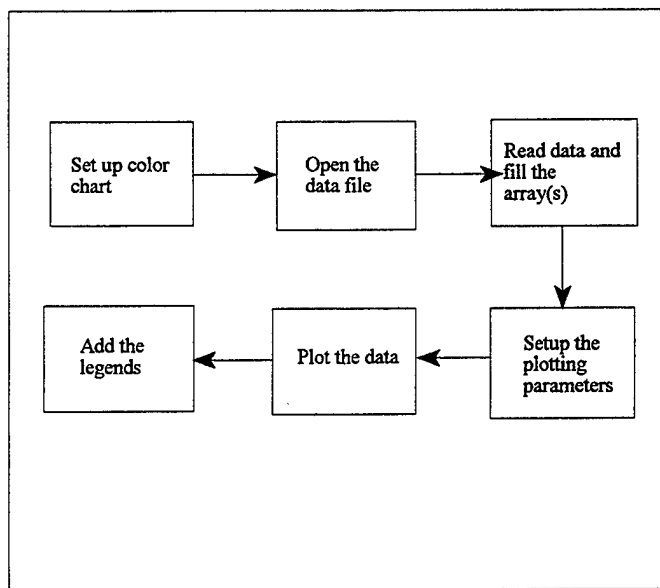 Set up color
chart
Open the
data file
Read data and
fill the
array(s)
Setup the
plotting
parameters
Plot the data
Add the
legends